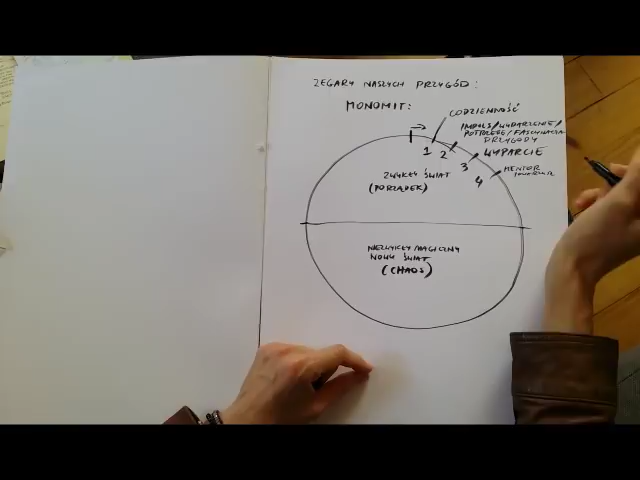 ZEGARY NASZYCH PRZYGÓD:
MONOMIT:
CODZIENNOŚĆ
IMPULS/WYDARZENIE/
POTRZEBA/FASCYNACJA
PRZYGODY
1
2
WYPARCIE
3
MENTOR
4
ZWYKŁY ŚWIAT
(PORZĄDEK)
NIEZWYKŁY/MAGICZNY
NOWY ŚWIAT
(CHAOS)